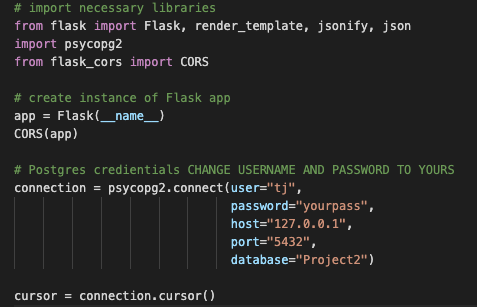 # import necessary libraries
from flask import Flask, render_template, jsonify, json
import psycopg2
from flask_cors import CORS
# create instance of Flask app
app = Flask(__name__)
CORS(app)
# Postgres credientials CHANGE USERNAME AND PASSWORD TO YOURS
connection = psycopg2.connect(user="tj",
password="yourpass",
host="127.0.0.1",
port="5432",
database="Project2")
cursor = connection.cursor()